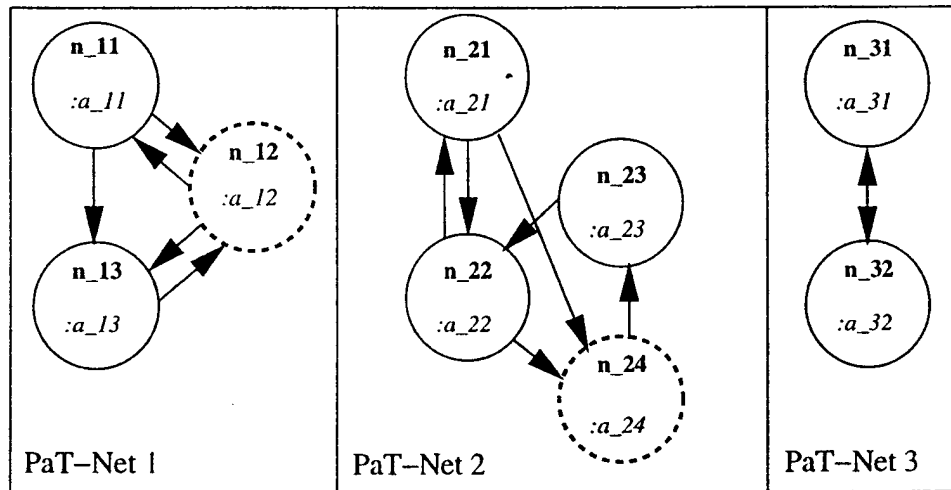 n_11
:a_11
n_12
:a_12
n_13
:a_13
PaT–Net 1
n_21
:a_21
n_23
:a_23
n_22
:a_22
n_24
:a_24
PaT–Net 2
n_31
:a_31
n_32
:a_32
PaT–Net 3